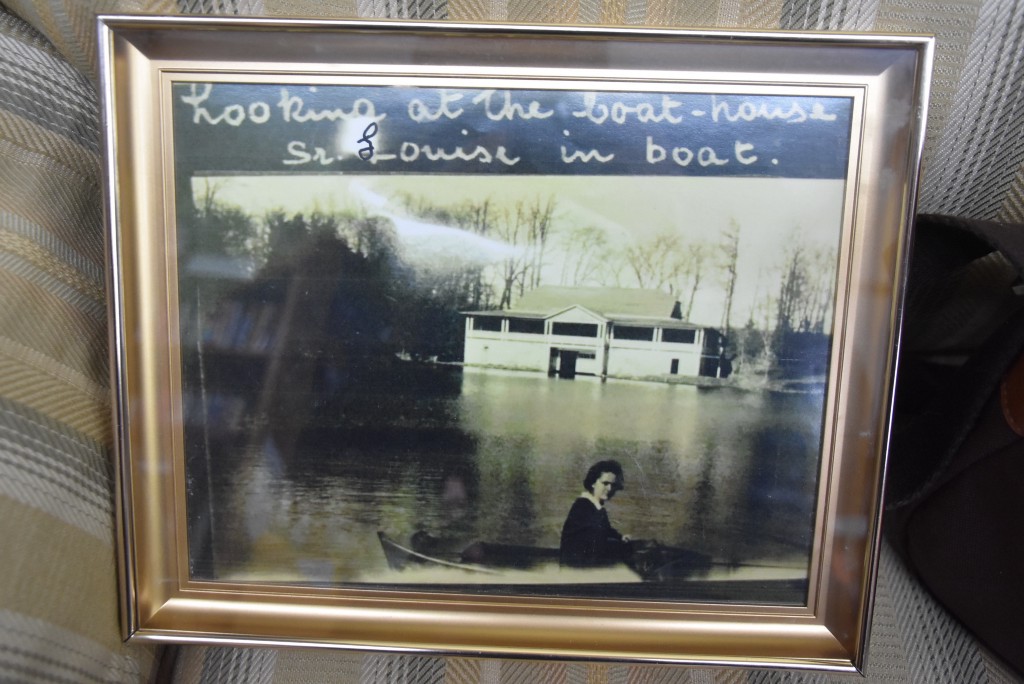 Looking at the boat-house
Sr. Louise in boat.